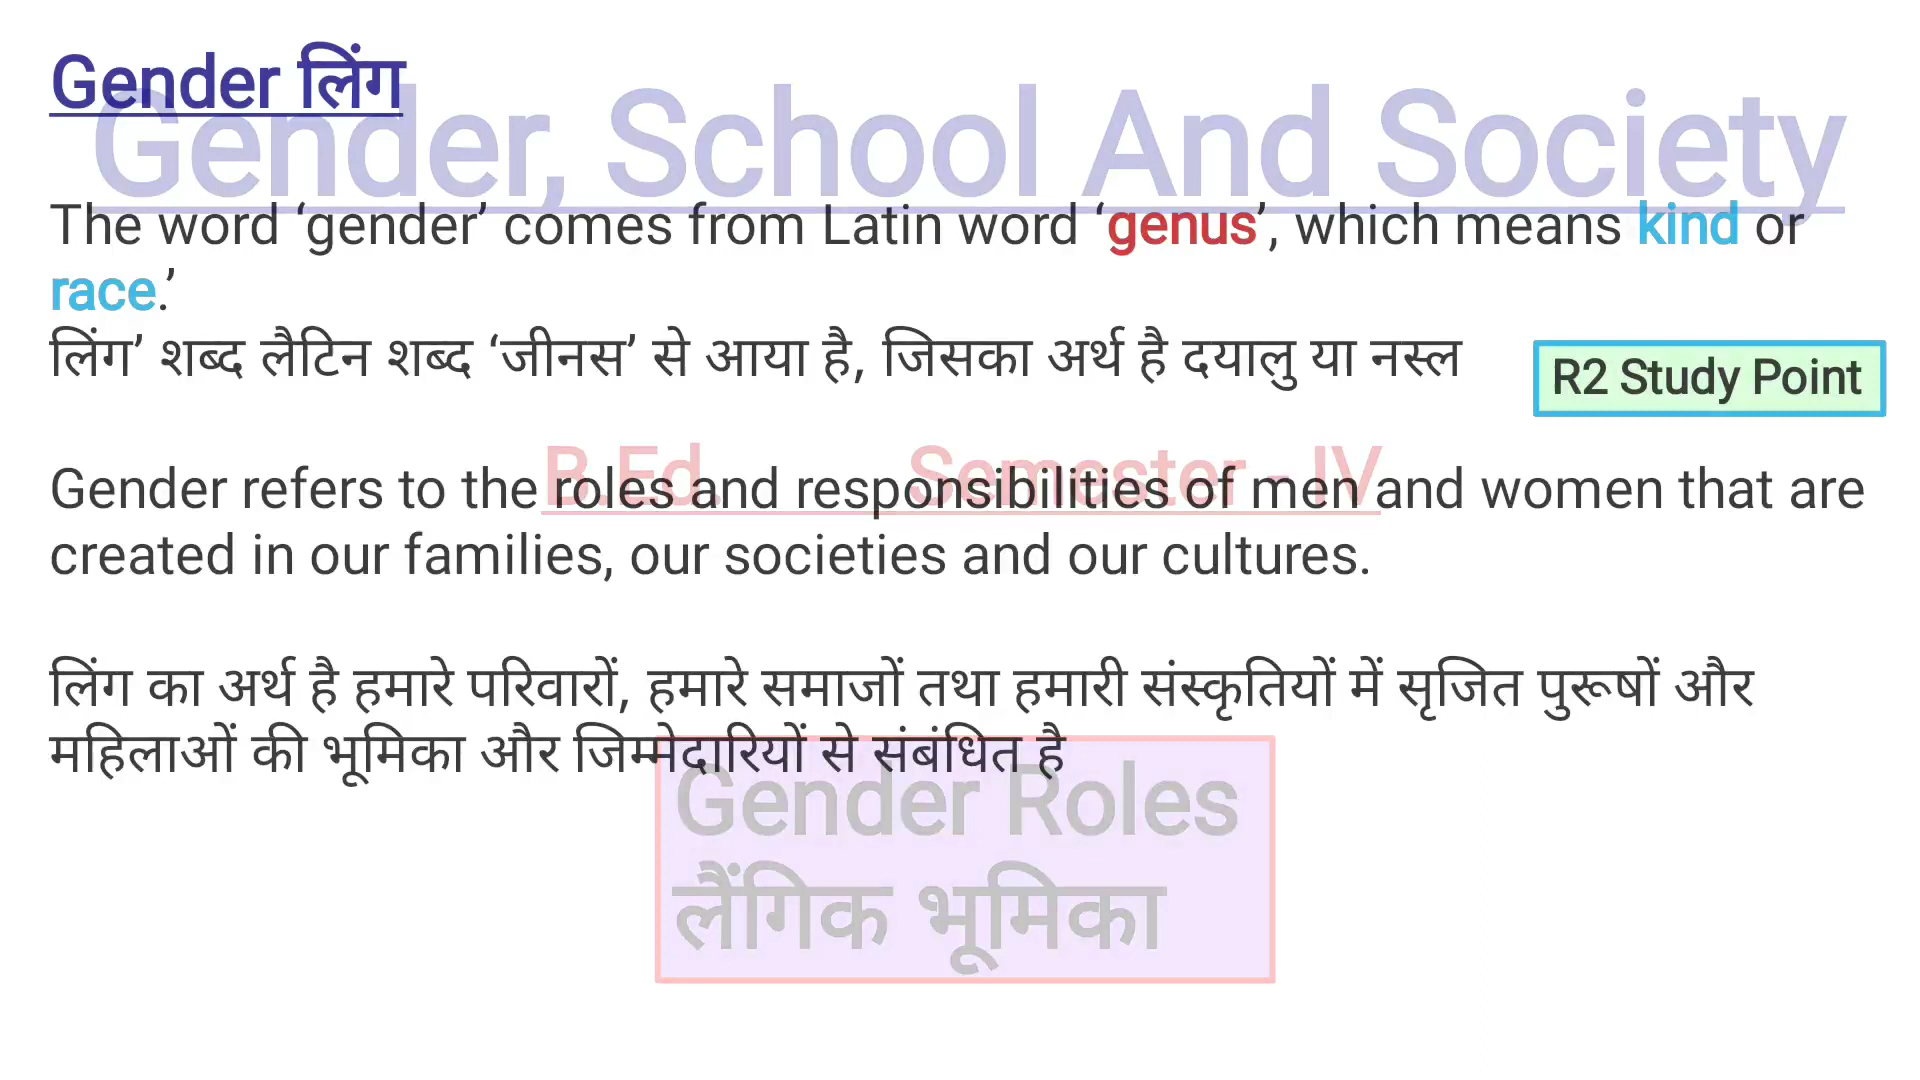 Gender लिंग
Gender, School And Society
The word ‘gender’ comes from Latin word ‘genus’, which means kind or
race.’
लिंग’ शब्द लैटिन शब्द ‘जीनस’ से आया है, जिसका अर्थ है दयालु या नस्ल
R2 Study Point
B.Ed. Semester - IV
Gender refers to the roles and responsibilities of men and women that are
created in our families, our societies and our cultures.
लिंग का अर्थ है हमारे परिवारों, हमारे समाजों तथा हमारी संस्कृतियों में सृजित पुरूषों और
महिलाओं की भूमिका और जिम्मेदारियों से संबंधित है
Gender Roles
लैंगिक भूमिका